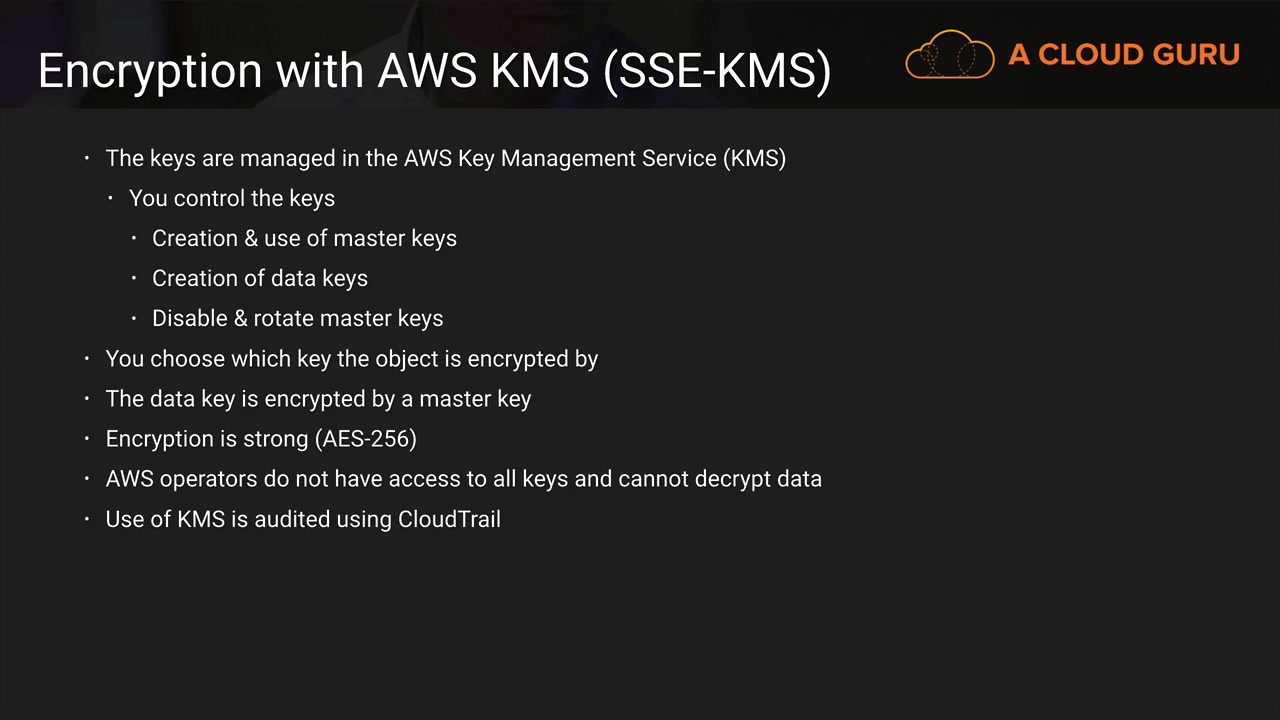 Encryption with AWS KMS (SSE-KMS)
A CLOUD GURU
· The keys are managed in the AWS Key Management Service (KMS)
· You control the keys
· Creation & use of master keys
· Creation of data keys
· Disable & rotate master keys
· You choose which key the object is encrypted by
· The data key is encrypted by a master key
· Encryption is strong (AES-256)
· AWS operators do not have access to all keys and cannot decrypt data
· Use of KMS is audited using CloudTrail